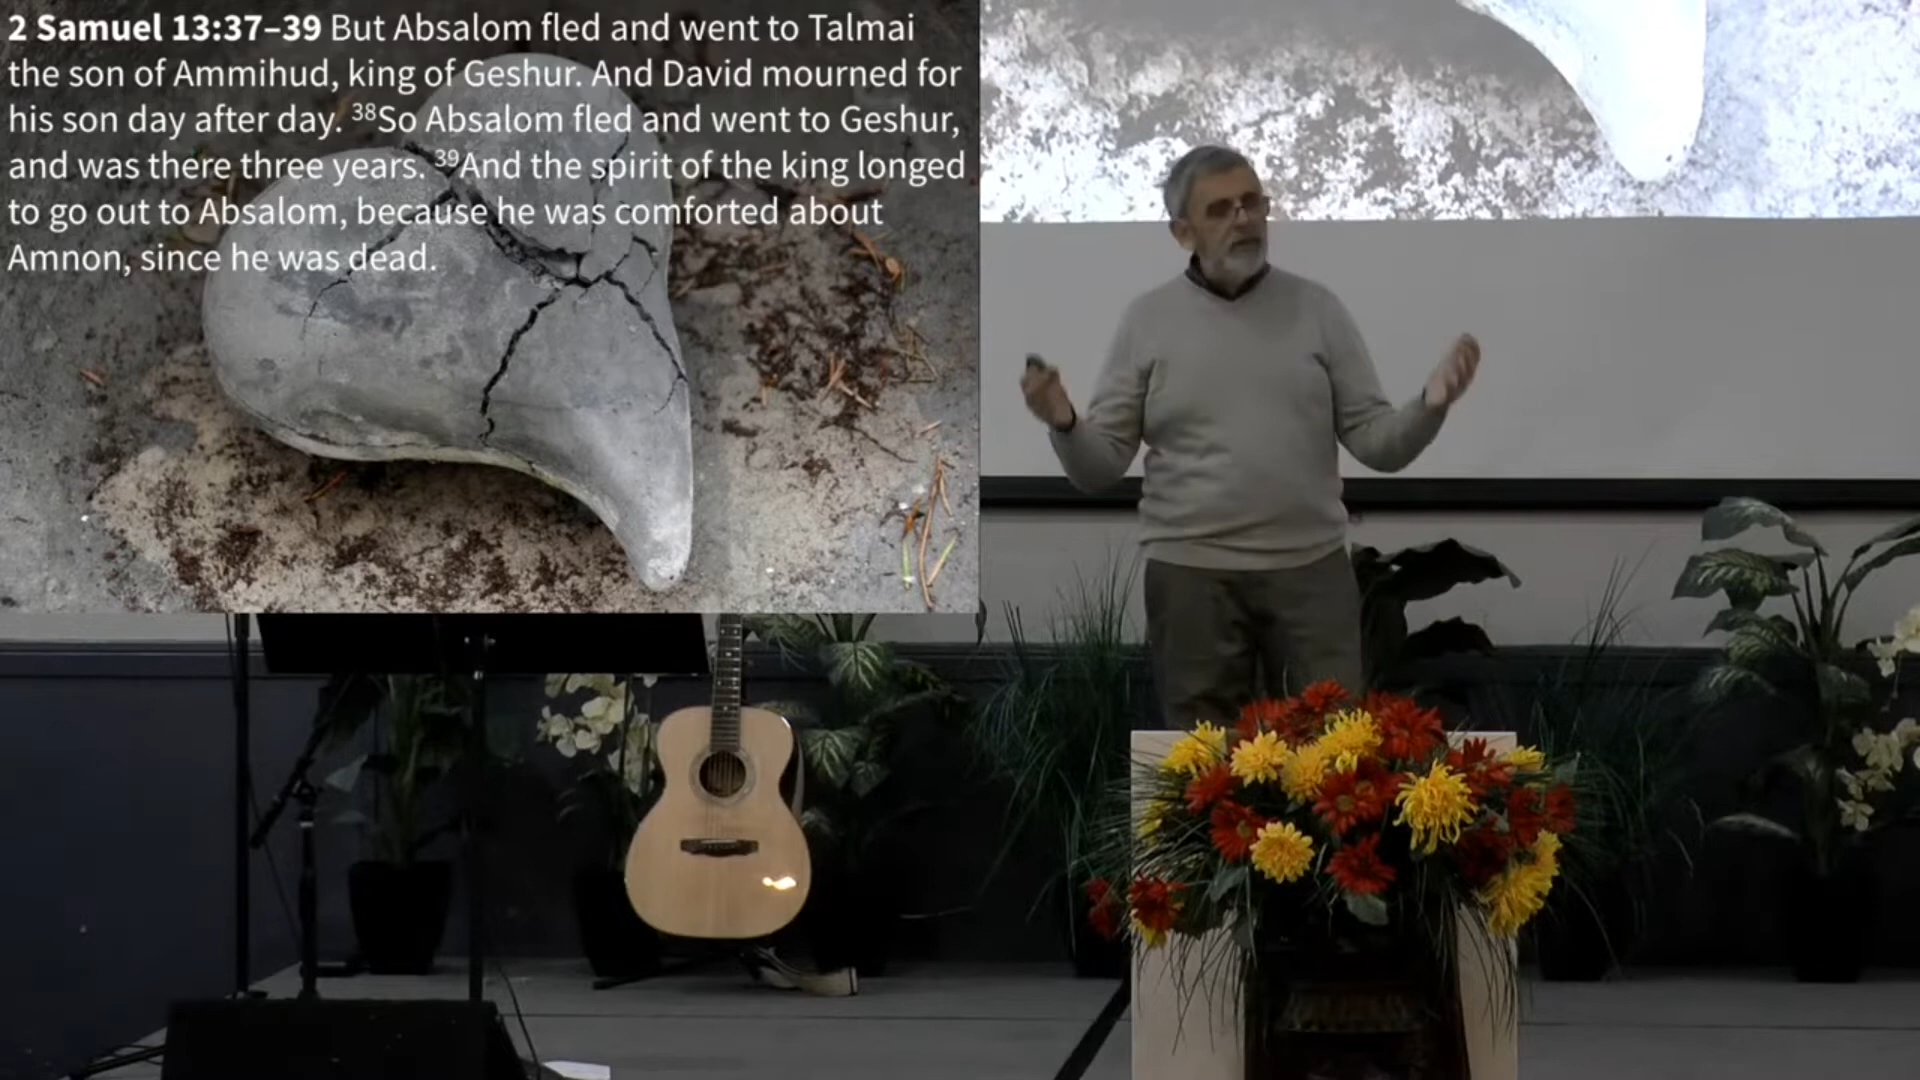 2 Samuel 13:37–39 But Absalom fled and went to Talmai
the son of Ammihud, king of Geshur. And David mourned for
his son day after day. ³⁸So Absalom fled and went to Geshur,
and was there three years. ³⁹And the spirit of the king longed
to go out to Absalom, because he was comforted about
Amnon, since he was dead.